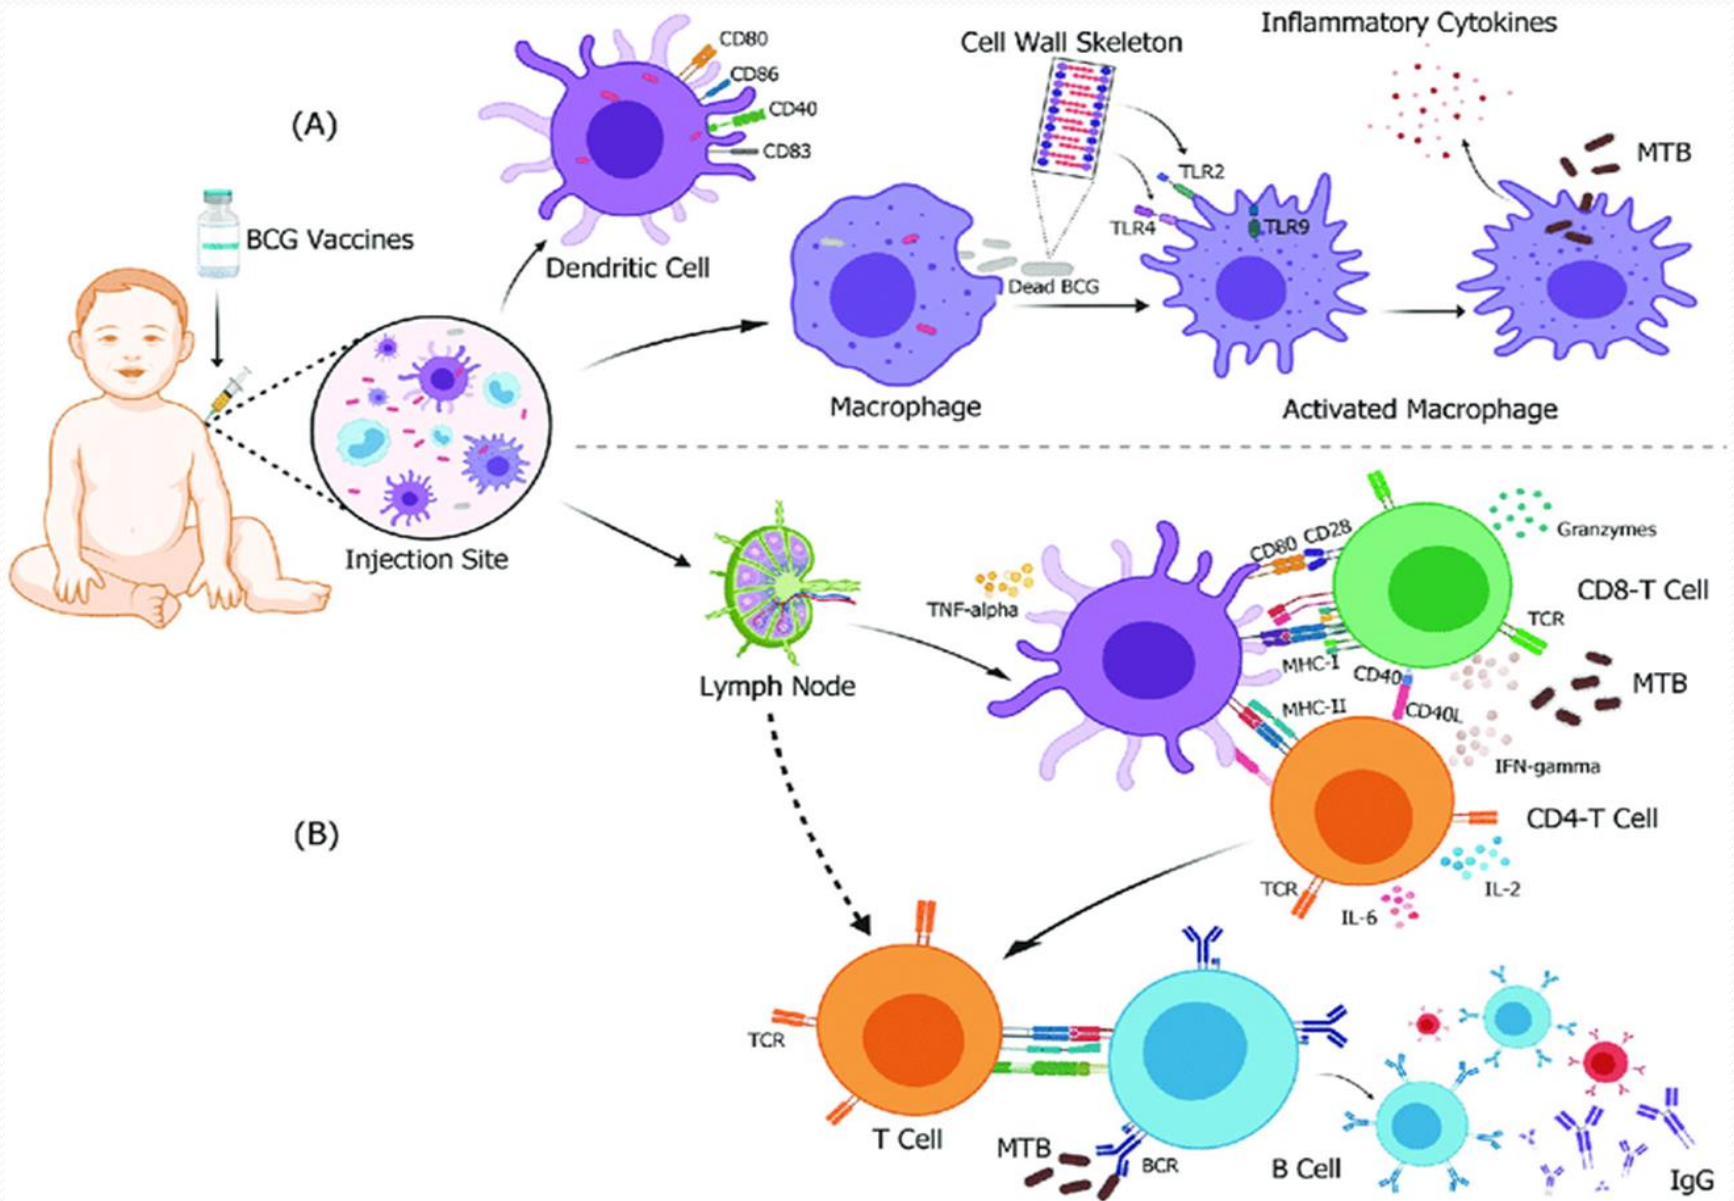 (A)
BCG Vaccines
Injection Site
CD80
CD86
CD40
CD83
Dendritic Cell
Macrophage
Cell Wall Skeleton
Dead BCG
TLR2
TLR4
TLR9
Activated Macrophage
Inflammatory Cytokines
MTB
(B)
Lymph Node
TNF-alpha
CD80 CD28
MHC-I
MHC-II
Granzymes
CD8-T Cell
TCR
CD40
CD40L
MTB
IFN-gamma
CD4-T Cell
TCR
IL-6
IL-2
TCR
T Cell
MTB
BCR
B Cell
IgG